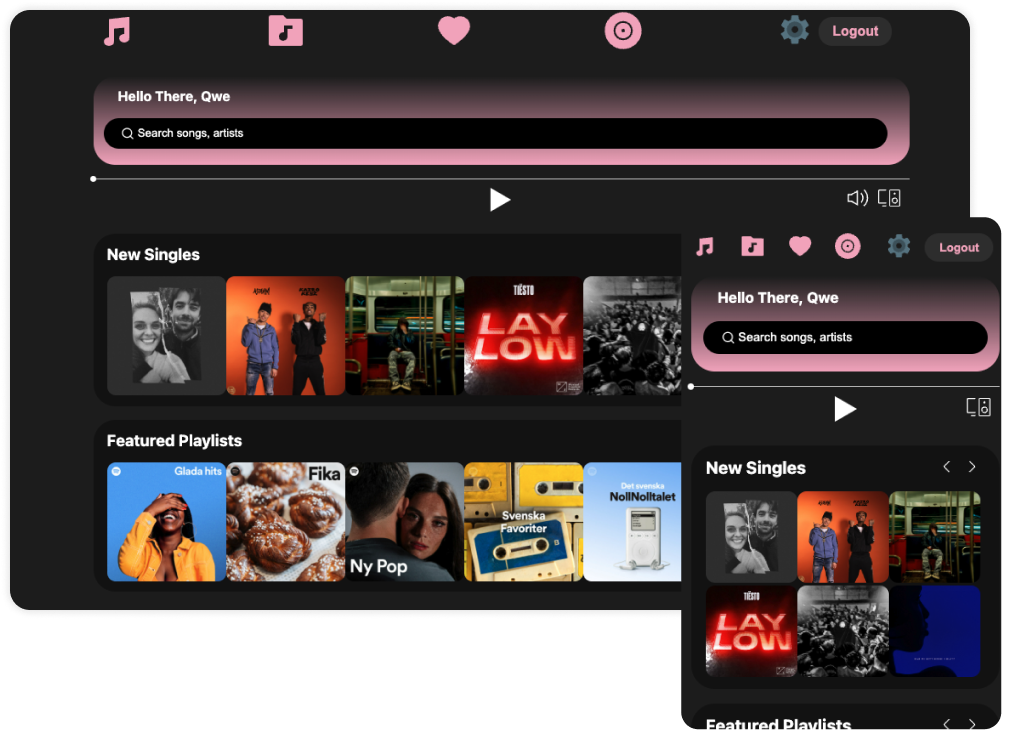 Logout
Hello There, Qwe
Search songs, artists
New Singles
TIËSTO
LAY
LOW
Featured Playlists
Glada hits
Fika
Ny Pop
Svenska
Favoriter
Det svenska
NollNolltalet
Logout
Hello There, Qwe
Search songs, artists
New Singles
TIËSTO
LAY
LOW
Featured Playlists